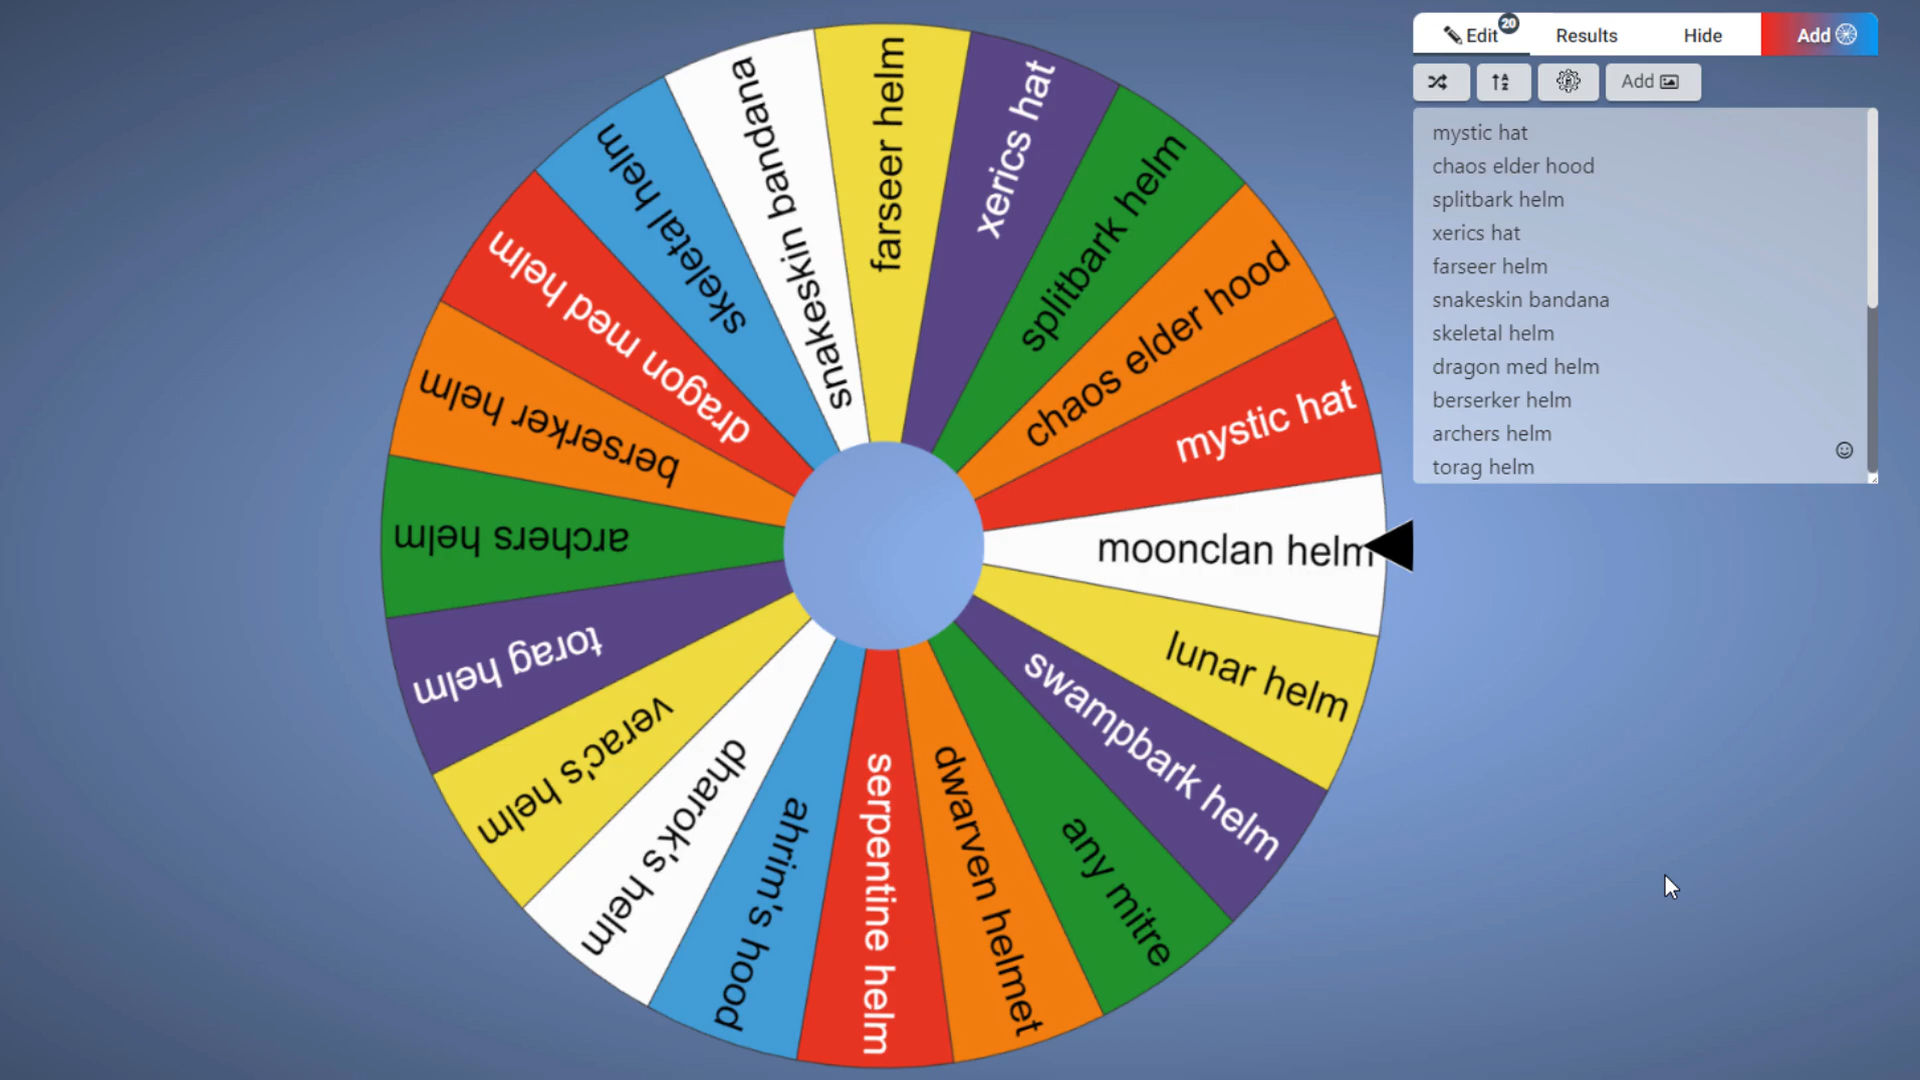 Edit 20
Results
Hide
Add
Add
mystic hat
chaos elder hood
splitbark helm
xerics hat
farseer helm
snakeskin bandana
skeletal helm
dragon med helm
berserker helm
archers helm
torag helm
farseer helm
xerics hat
splitbark helm
chaos elder hood
mystic hat
moonclan helm
lunar helm
swampbark helm
any mitre
dwarven helmet
serpentine helm
ahrim's hood
dharok's helm
verac's helm
torag helm
archers helm
berserker helm
dragon med helm
skeletal helm
snakeskin bandana